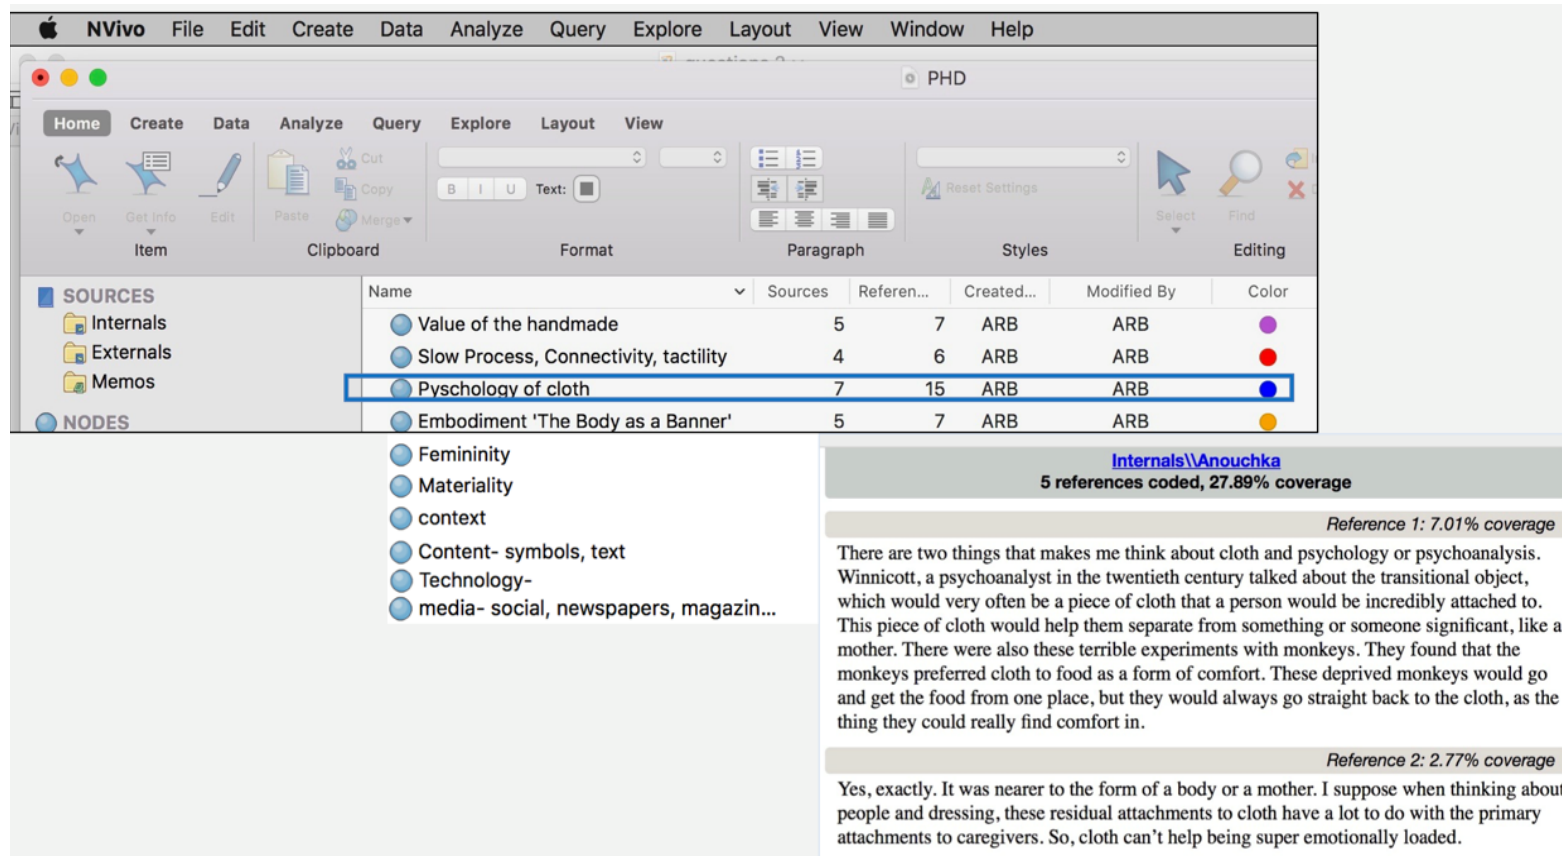 NVivo File Edit Create Data Analyze Query Explore Layout View Window Help
PHD
Home Create Data Analyze Query Explore Layout View
Cut
Copy
Merge
B I U Text:
Reset Settings
Open Get Info Edit Paste Select Find
Item Clipboard Format Paragraph Styles Editing
SOURCES
Internals
Externals
Memos
NODES
Name Sources Referen... Created... Modified By Color
Value of the handmade 5 7 ARB ARB
Slow Process, Connectivity, tactility 4 6 ARB ARB
Pyschology of cloth 7 15 ARB ARB
Embodiment 'The Body as a Banner' 5 7 ARB ARB
Femininity
Materiality
context
Content- symbols, text
Technology-
media- social, newspapers, magazin...
Internals\\Anouchka
5 references coded, 27.89% coverage
Reference 1: 7.01% coverage
There are two things that makes me think about cloth and psychology or psychoanalysis.
Winnicott, a psychoanalyst in the twentieth century talked about the transitional object,
which would very often be a piece of cloth that a person would be incredibly attached to.
This piece of cloth would help them separate from something or someone significant, like a
mother. There were also these terrible experiments with monkeys. They found that the
monkeys preferred cloth to food as a form of comfort. These deprived monkeys would go
and get the food from one place, but they would always go straight back to the cloth, as the
thing they could really find comfort in.
Reference 2: 2.77% coverage
Yes, exactly. It was nearer to the form of a body or a mother. I suppose when thinking about
people and dressing, these residual attachments to cloth have a lot to do with the primary
attachments to caregivers. So, cloth can't help being super emotionally loaded.